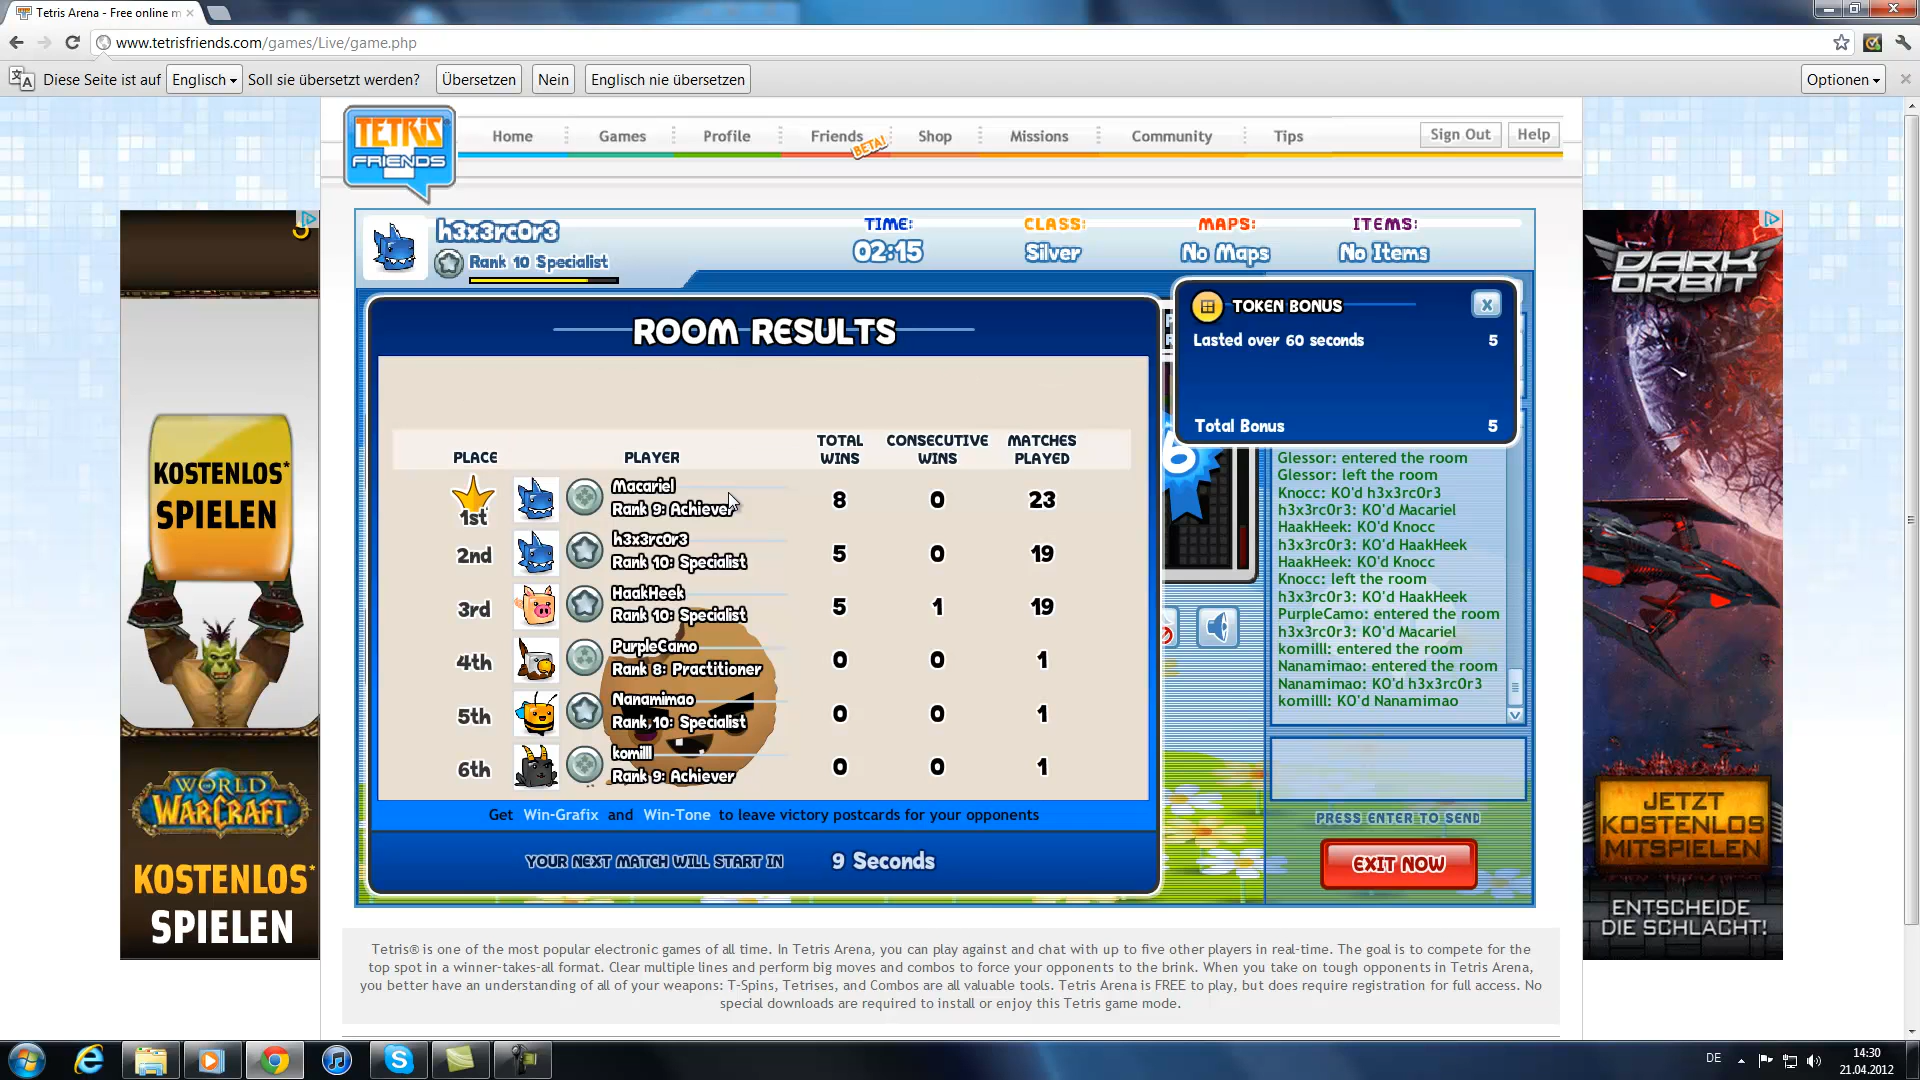 Tetris Arena - Free online m
www.tetrisfriends.com/games/Live/game.php
Diese Seite ist auf Englisch Soll sie übersetzt werden? Übersetzen Nein Englisch nie übersetzen Optionen
TETRIS
FRIENDS
Home Games Profile Friends BETA! Shop Missions Community Tips Sign Out Help
h3x3rc0r3
Rank 10 Specialist
TIME: CLASS: MAPS: ITEMS:
02:15 Silver No Maps No Items
ROOM RESULTS
PLACE PLAYER TOTAL WINS CONSECUTIVE WINS MATCHES PLAYED
1st Macariel 8 0 23
Rank 9: Achiever
2nd h3x3rc0r3 5 0 19
Rank 10: Specialist
3rd HaakHeek 5 1 19
Rank 10: Specialist
4th PurpleCamo 0 0 1
Rank 8: Practitioner
5th Nanamimao 0 0 1
Rank 10: Specialist
6th komilll 0 0 1
Rank 9: Achiever
Get Win-Grafix and Win-Tone to leave victory postcards for your opponents
YOUR NEXT MATCH WILL START IN 9 Seconds
TOKEN BONUS X
Lasted over 60 seconds 5
Total Bonus 5
6
Glessor: entered the room
Glessor: left the room
Knocc: KO'd h3x3rc0r3
h3x3rc0r3: KO'd Macariel
HaakHeek: KO'd Knocc
h3x3rc0r3: KO'd HaakHeek
HaakHeek: KO'd Knocc
Knocc: left the room
h3x3rc0r3: KO'd HaakHeek
PurpleCamo: entered the room
h3x3rc0r3: KO'd Macariel
komilll: entered the room
Nanamimao: entered the room
Nanamimao: KO'd h3x3rc0r3
komilll: KO'd Nanamimao
PRESS ENTER TO SEND
EXIT NOW
KOSTENLOS*
SPIELEN
WORLD
WARCRAFT
KOSTENLOS*
SPIELEN
DARK
ORBIT
JETZT
KOSTENLOS
MITSPIELEN
ENTSCHEIDE
DIE SCHLACHT!
Tetris® is one of the most popular electronic games of all time. In Tetris Arena, you can play against and chat with up to five other players in real-time. The goal is to compete for the
top spot in a winner-takes-all format. Clear multiple lines and perform big moves and combos to force your opponents to the brink. When you take on tough opponents in Tetris Arena,
you better have an understanding of all of your weapons: T-Spins, Tetrises, and Combos are all valuable tools. Tetris Arena is FREE to play, but does require registration for full access. No
special downloads are required to install or enjoy this Tetris game mode.
DE
14:30
21.04.2012